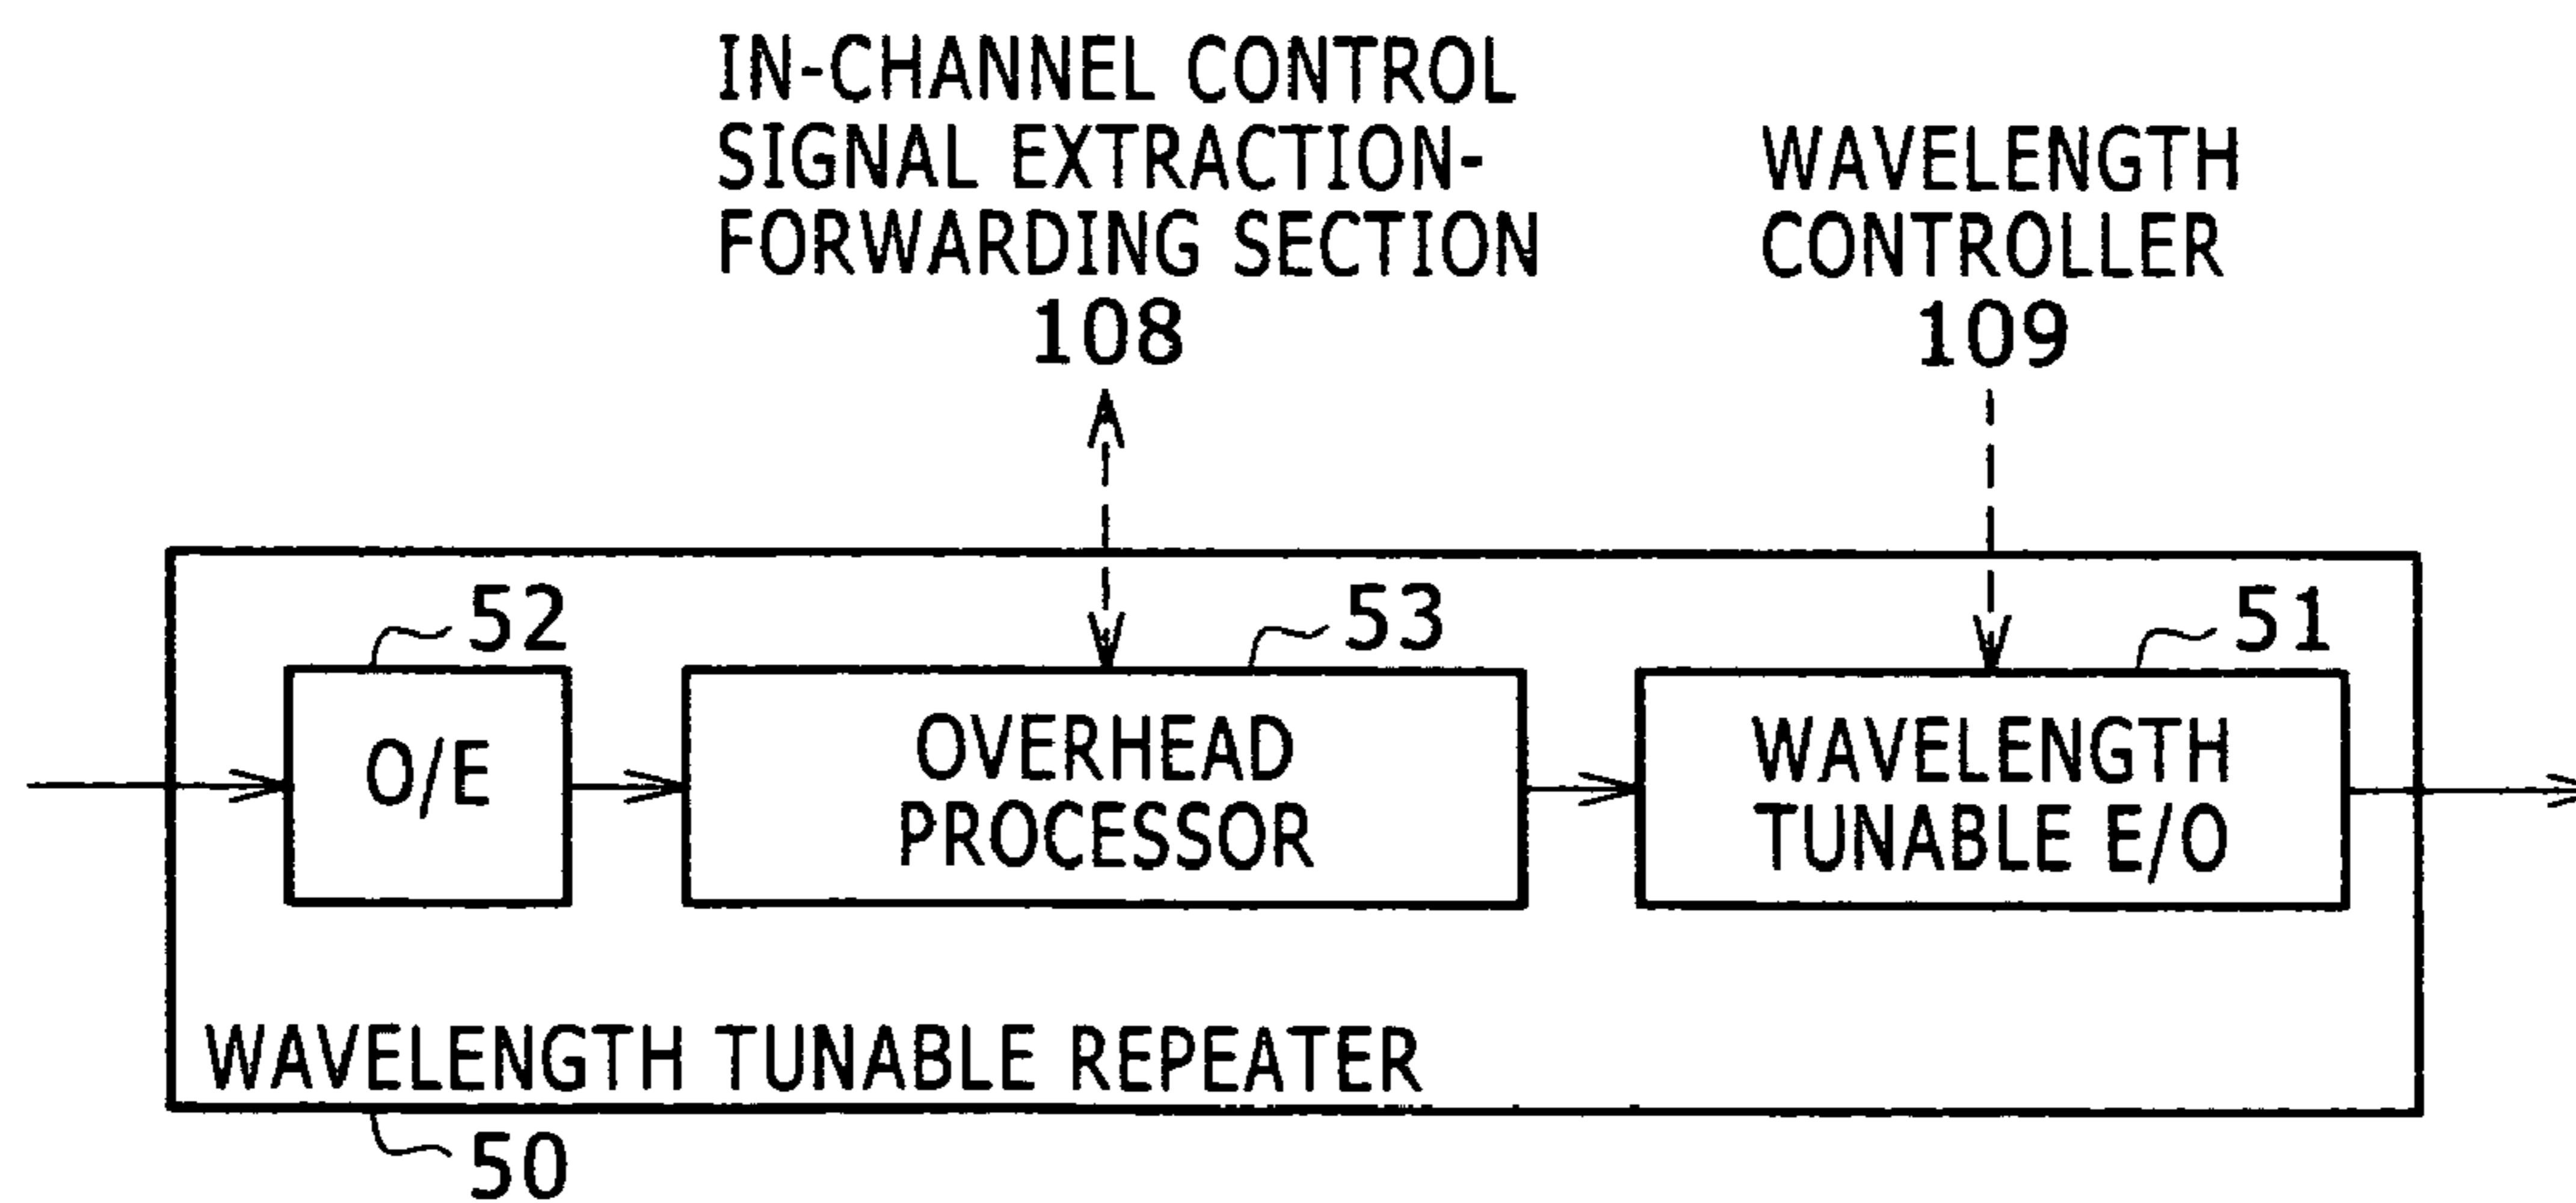 IN-CHANNEL CONTROL
SIGNAL EXTRACTION-
FORWARDING SECTION
108
WAVELENGTH
CONTROLLER
109
52
53
51
O/E
OVERHEAD
PROCESSOR
WAVELENGTH
TUNABLE E/O
WAVELENGTH TUNABLE REPEATER
50